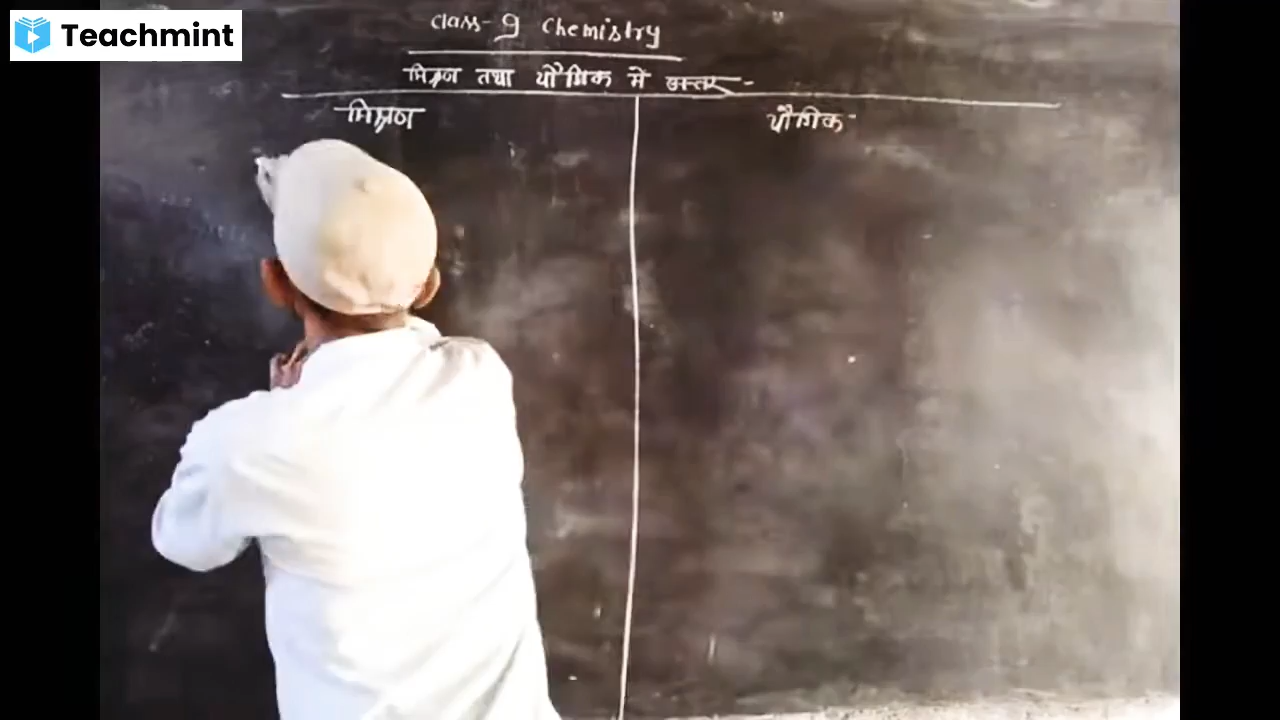 Teachmint
Class-9 Chemistry
मिश्रण तथा यौगिक में अन्तर-
मिश्रण
यौगिक-